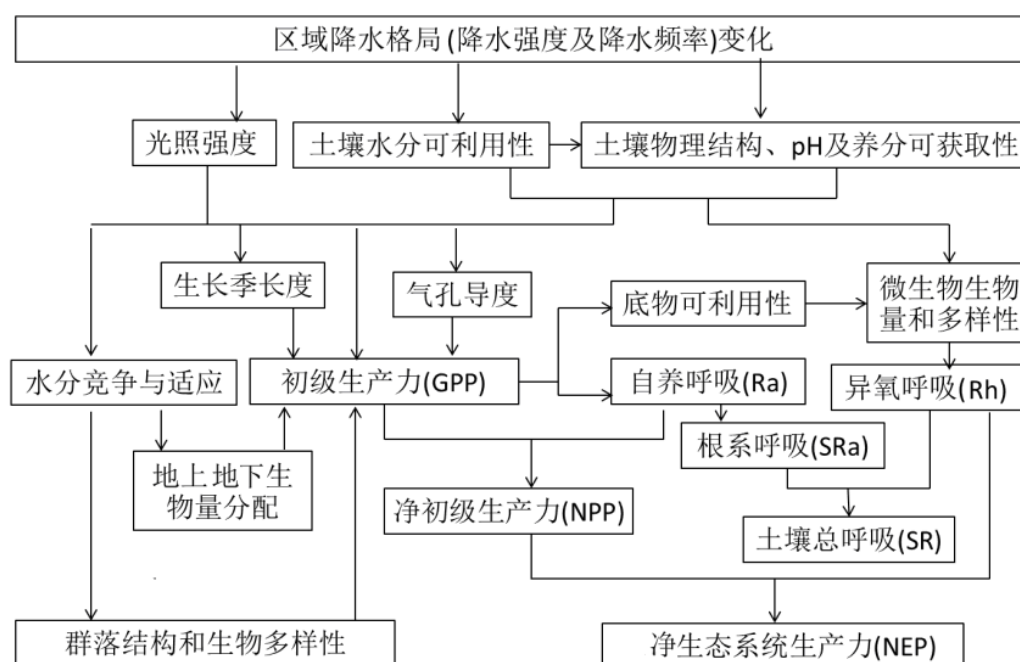 区域降水格局(降水强度及降水频率)变化
光照强度
土壤水分可利用性
土壤物理结构、pH及养分可获取性
生长季长度
气孔导度
底物可利用性
微生物生物
量和多样性
水分竞争与适应
初级生产力(GPP)
自养呼吸(Ra)
异氧呼吸(Rh)
根系呼吸(SRa)
地上地下生
物量分配
净初级生产力(NPP)
土壤总呼吸(SR)
群落结构和生物多样性
净生态系统生产力(NEP)